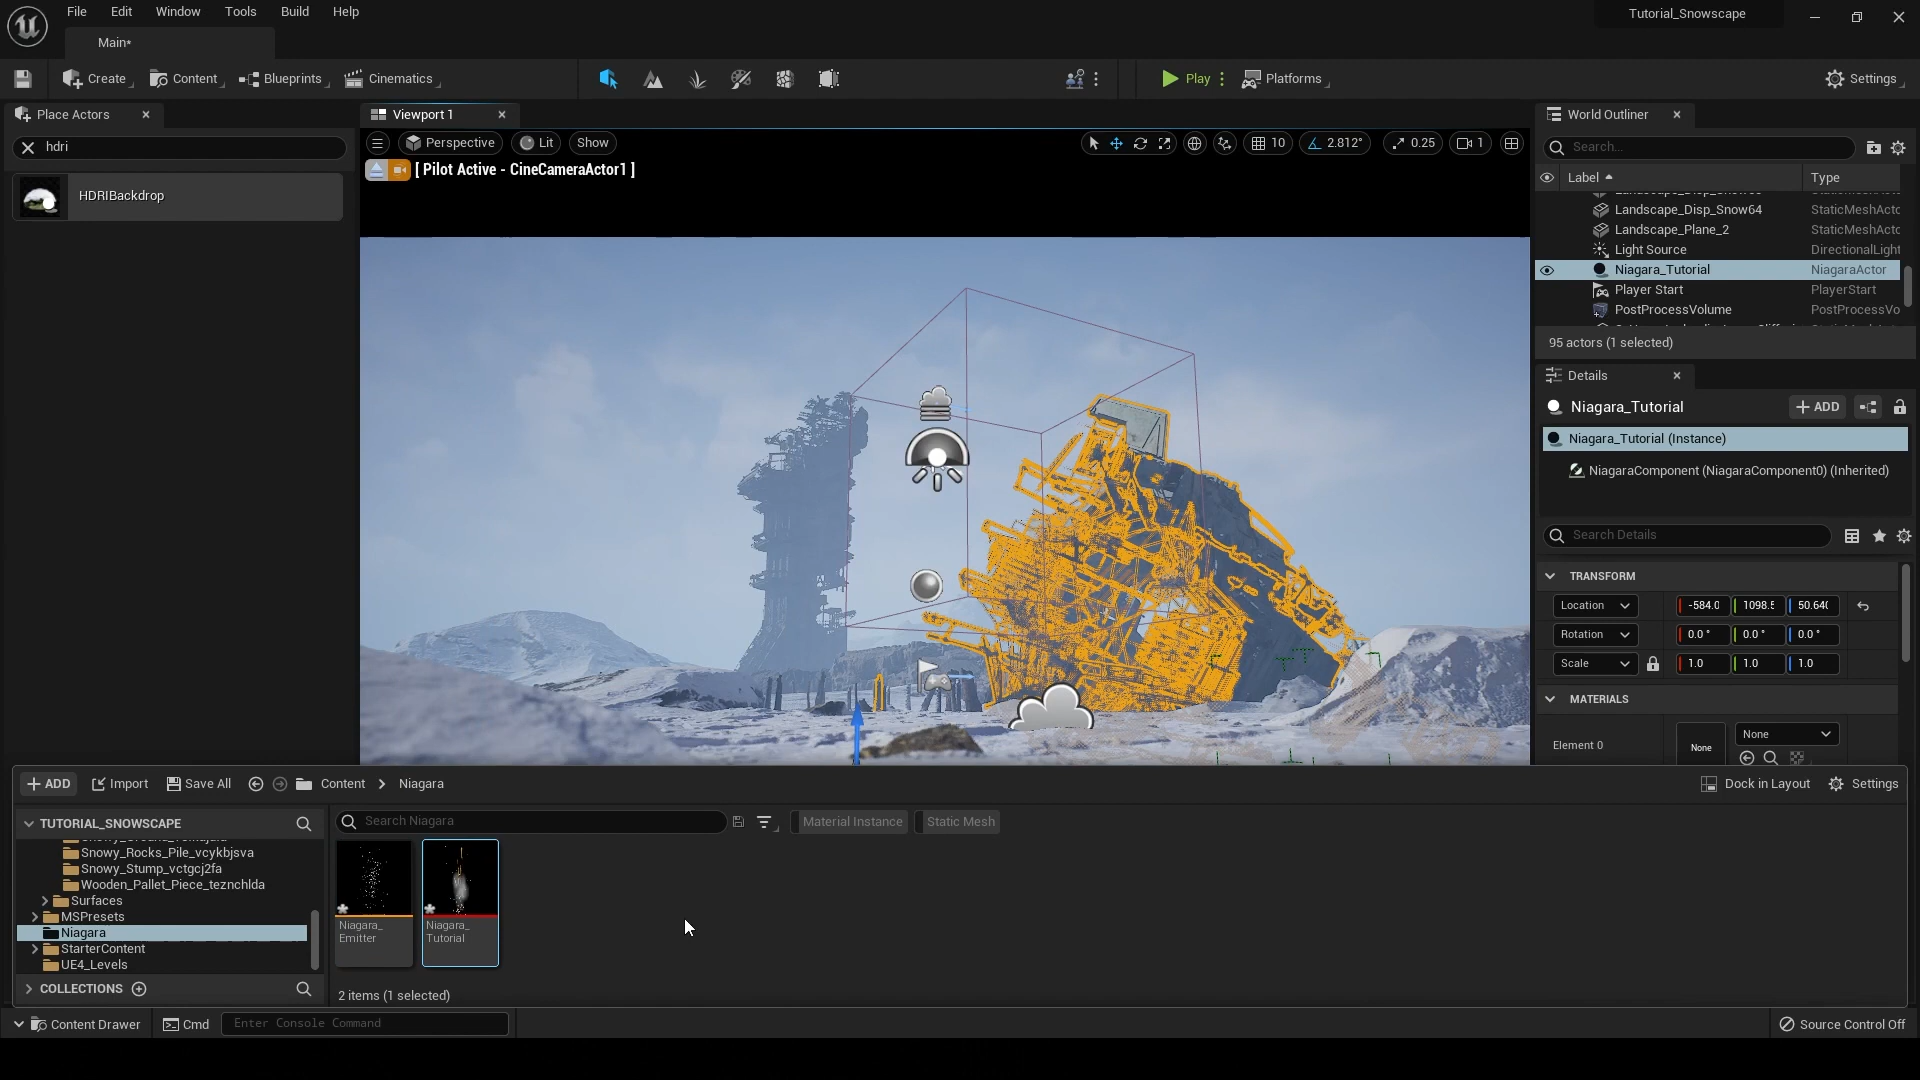 File Edit Window Tools Build Help
Tutorial_Snowscape
Main*
Create Content Blueprints Cinematics
Play Platforms Settings
Place Actors
hdri
HDRIBackdrop
Viewport 1
Perspective Lit Show
10 2.812° 0.25 1
[ Pilot Active - CineCameraActor1 ]
World Outliner
Search...
Label Type
Landscape_Disp_Snow64 StaticMeshActo
Landscape_Plane_2 StaticMeshActo
Light Source DirectionalLight
Niagara_Tutorial NiagaraActor
Player Start PlayerStart
PostProcessVolume PostProcessVo
95 actors (1 selected)
Details
Niagara_Tutorial
ADD
Niagara_Tutorial (Instance)
NiagaraComponent (NiagaraComponent0) (Inherited)
Search Details
TRANSFORM
Location -584.0 1098.5 50.640
Rotation 0.0 ° 0.0 ° 0.0 °
Scale 1.0 1.0 1.0
MATERIALS
Element 0
None
None
ADD Import Save All Content Niagara
Dock in Layout Settings
TUTORIAL_SNOWSCAPE
Snowy_Rocks_Pile_vcykbjsva
Snowy_Stump_vctgcj2fa
Wooden_Pallet_Piece_teznchlda
Surfaces
MSPresets
Niagara
StarterContent
UE4_Levels
COLLECTIONS
Search Niagara
Material Instance
Static Mesh
Niagara_
Emitter
Niagara_
Tutorial
2 items (1 selected)
Content Drawer Cmd Enter Console Command
Source Control Off